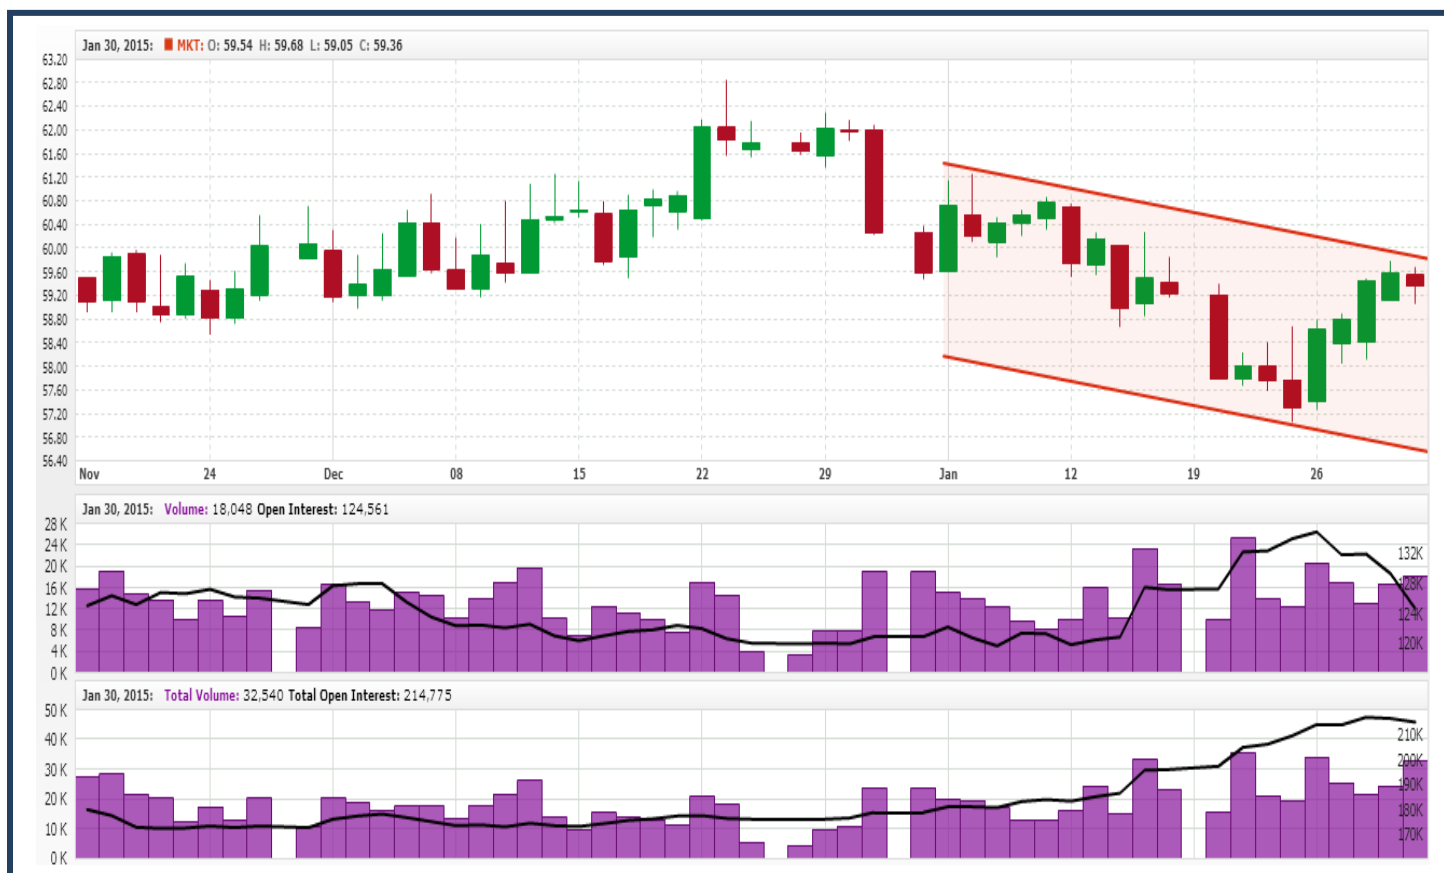 Jan 30, 2015: MKT: O: 59.54 H: 59.68 L: 59.05 C: 59.36
63.20
62.80
62.40
62.00
61.60
61.20
60.80
60.40
60.00
59.60
59.20
58.80
58.40
58.00
57.60
57.20
56.80
56.40
Nov 24 Dec 08 15 22 29 Jan 12 19 26
Jan 30, 2015: Volume: 18,048 Open Interest: 124,561
28 K
24 K
20 K
16 K
12 K
8 K
4 K
0 K
132K
128K
124K
120K
Jan 30, 2015: Total Volume: 32,540 Total Open Interest: 214,775
50 K
40 K
30 K
20 K
10 K
0 K
210K
200K
190K
180K
170K